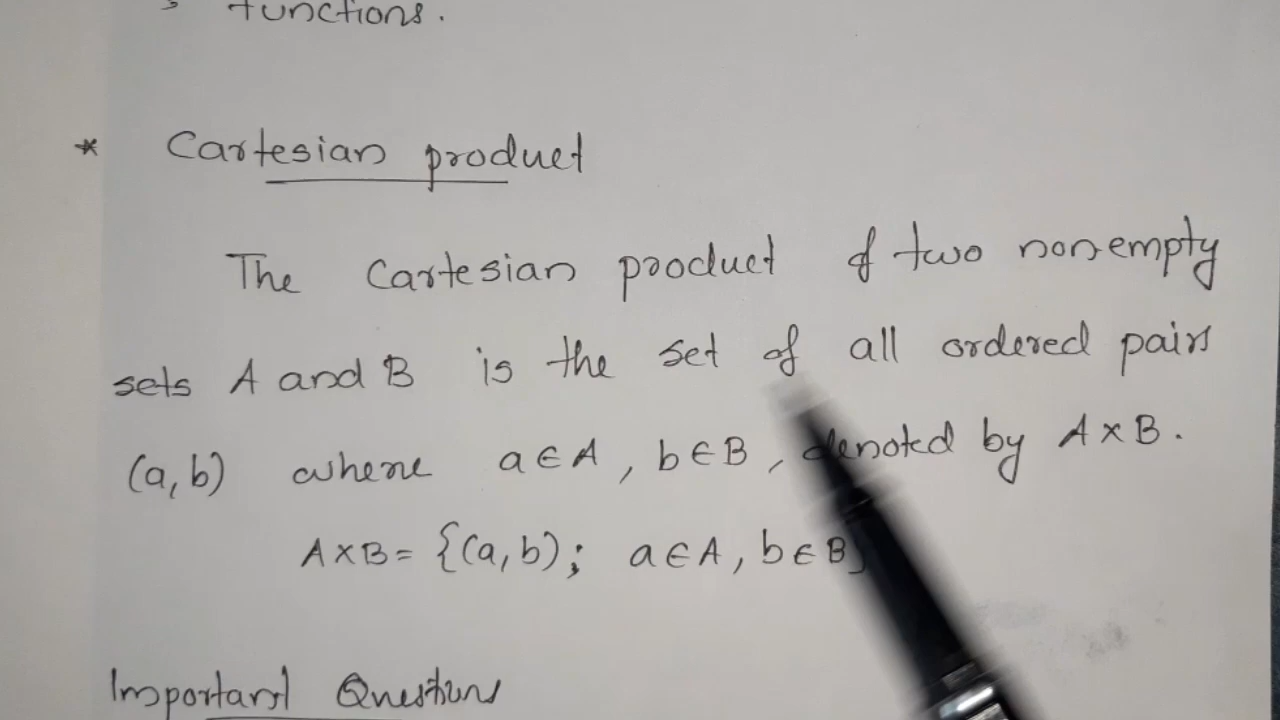 functions.
* Cartesian product
The Cartesian product of two nonempty
sets A and B is the set of all ordered pairs
(a, b) where a ∈ A, b ∈ B, denoted by A × B.
A × B = {(a, b); a ∈ A, b ∈ B}
Important Questions